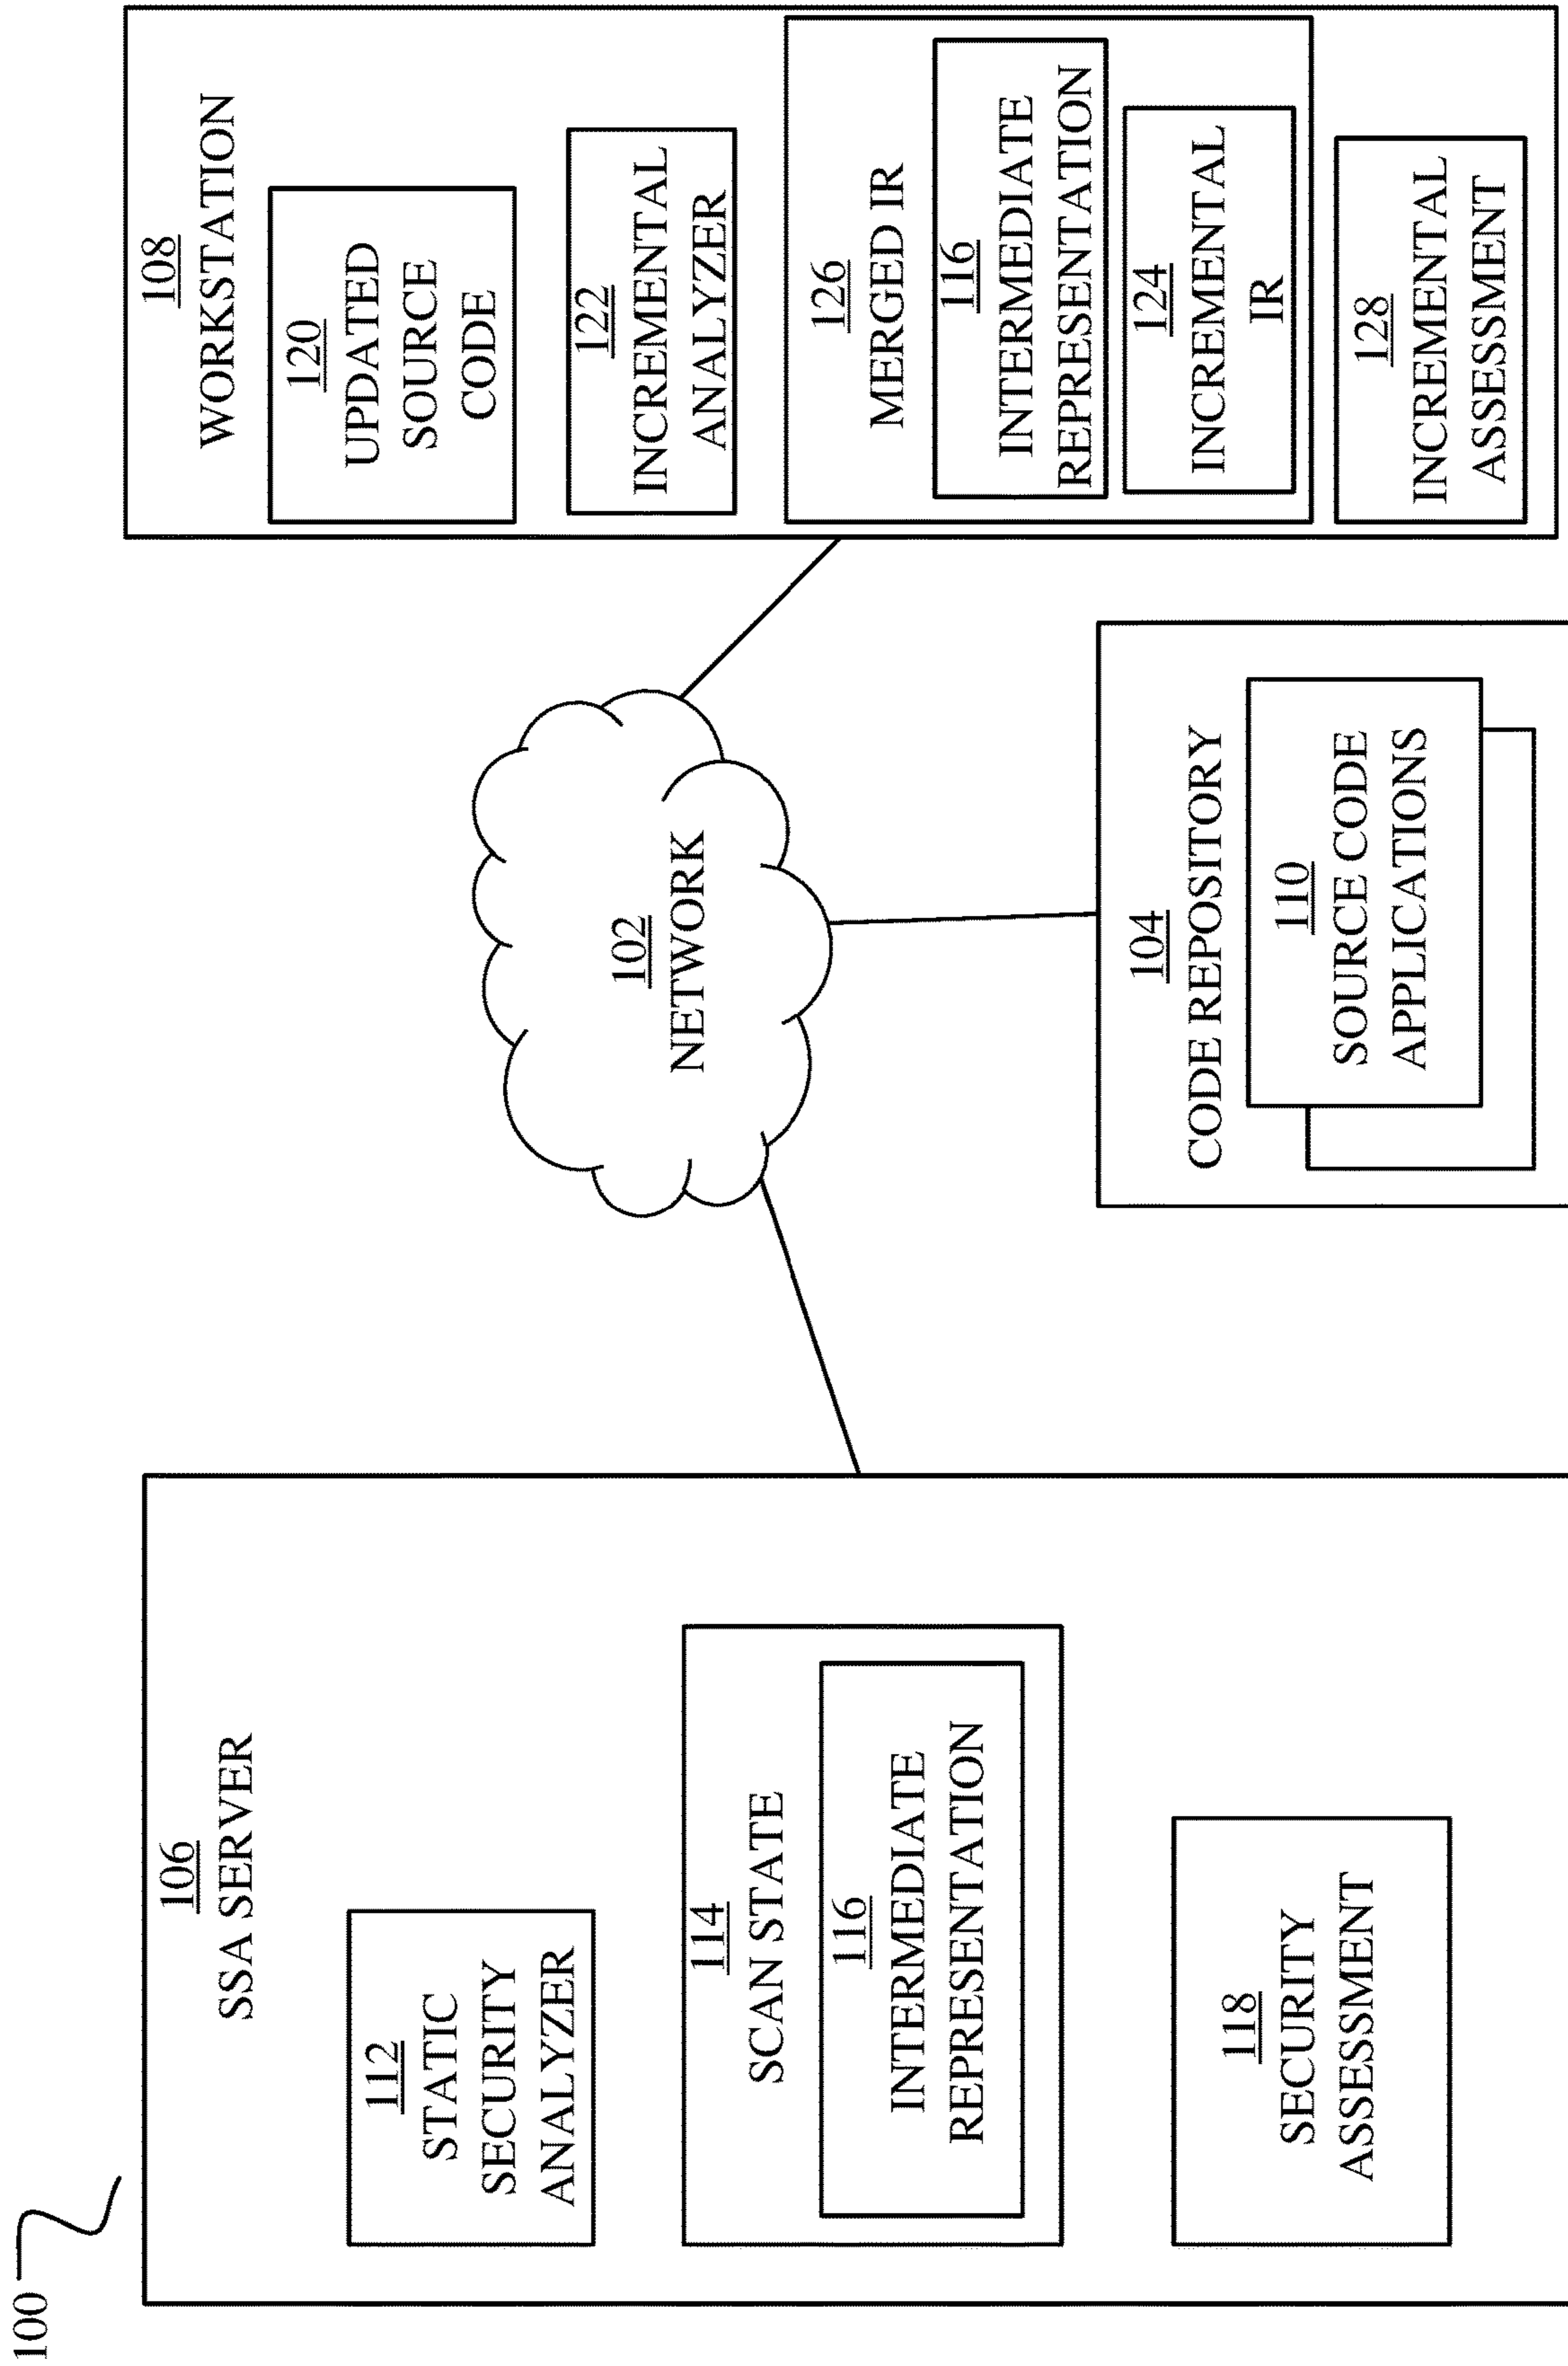 100
106
SSA SERVER
112
STATIC
SECURITY
ANALYZER
114
SCAN STATE
116
INTERMEDIATE
REPRESENTATION
118
SECURITY
ASSESSMENT
102
NETWORK
104
CODE REPOSITORY
110
SOURCE CODE
APPLICATIONS
108
WORKSTATION
120
UPDATED
SOURCE
CODE
122
INCREMENTAL
ANALYZER
126
MERGED IR
116
INTERMEDIATE
REPRESENTATION
124
INCREMENTAL
IR
128
INCREMENTAL
ASSESSMENT